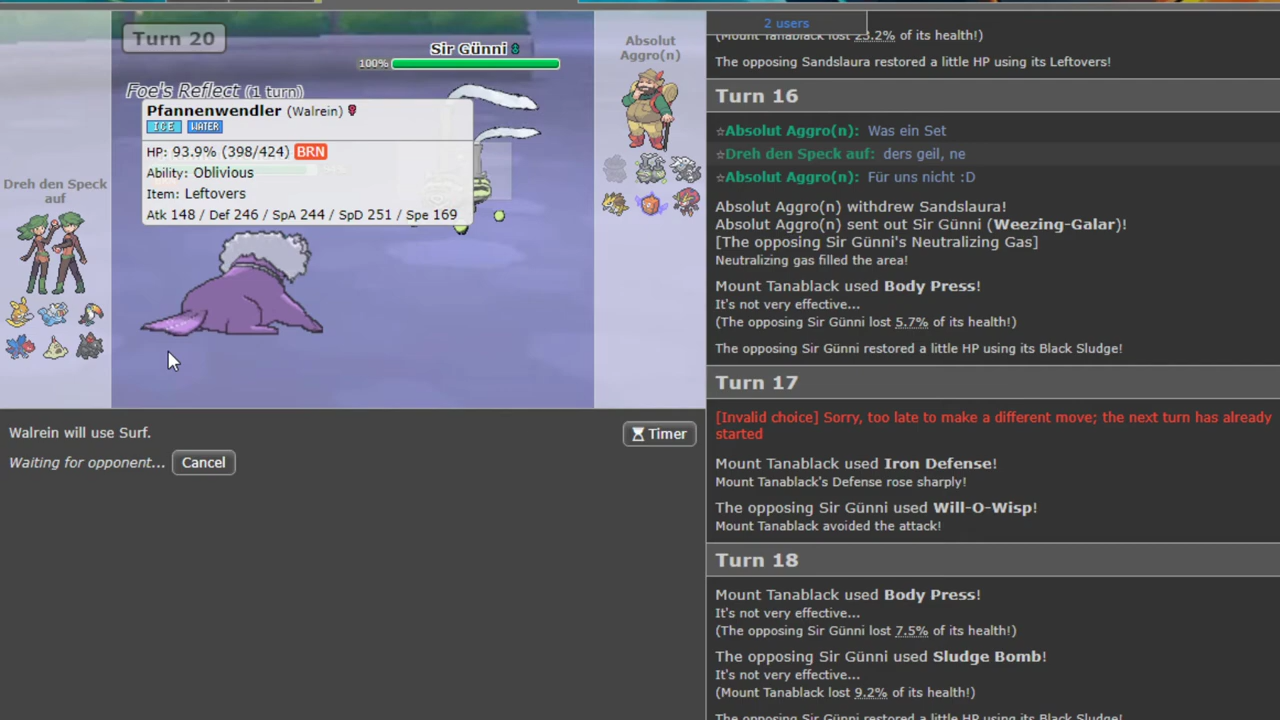 Turn 20
Sir Günni
100%
Foe's Reflect (1 turn)
Pfannenwendler (Walrein)
ICE WATER
HP: 93.9% (398/424) BRN
Ability: Oblivious
Item: Leftovers
Atk 148 / Def 246 / SpA 244 / SpD 251 / Spe 169
Dreh den Speck
auf
Absolut
Aggro(n)
Walrein will use Surf.
Timer
Waiting for opponent... Cancel
2 users
(Mount Tanablack lost 23.2% of its health!)
The opposing Sandslaura restored a little HP using its Leftovers!
Turn 16
☆Absolut Aggro(n): Was ein Set
☆Dreh den Speck auf: ders geil, ne
☆Absolut Aggro(n): Für uns nicht :D
Absolut Aggro(n) withdrew Sandslaura!
Absolut Aggro(n) sent out Sir Günni (Weezing-Galar)!
[The opposing Sir Günni's Neutralizing Gas]
Neutralizing gas filled the area!
Mount Tanablack used Body Press!
It's not very effective...
(The opposing Sir Günni lost 5.7% of its health!)
The opposing Sir Günni restored a little HP using its Black Sludge!
Turn 17
[Invalid choice] Sorry, too late to make a different move; the next turn has already
started
Mount Tanablack used Iron Defense!
Mount Tanablack's Defense rose sharply!
The opposing Sir Günni used Will-O-Wisp!
Mount Tanablack avoided the attack!
Turn 18
Mount Tanablack used Body Press!
It's not very effective...
(The opposing Sir Günni lost 7.5% of its health!)
The opposing Sir Günni used Sludge Bomb!
It's not very effective...
(Mount Tanablack lost 9.2% of its health!)
The opposing Sir Günni restored a little HP using its Black Sludge!